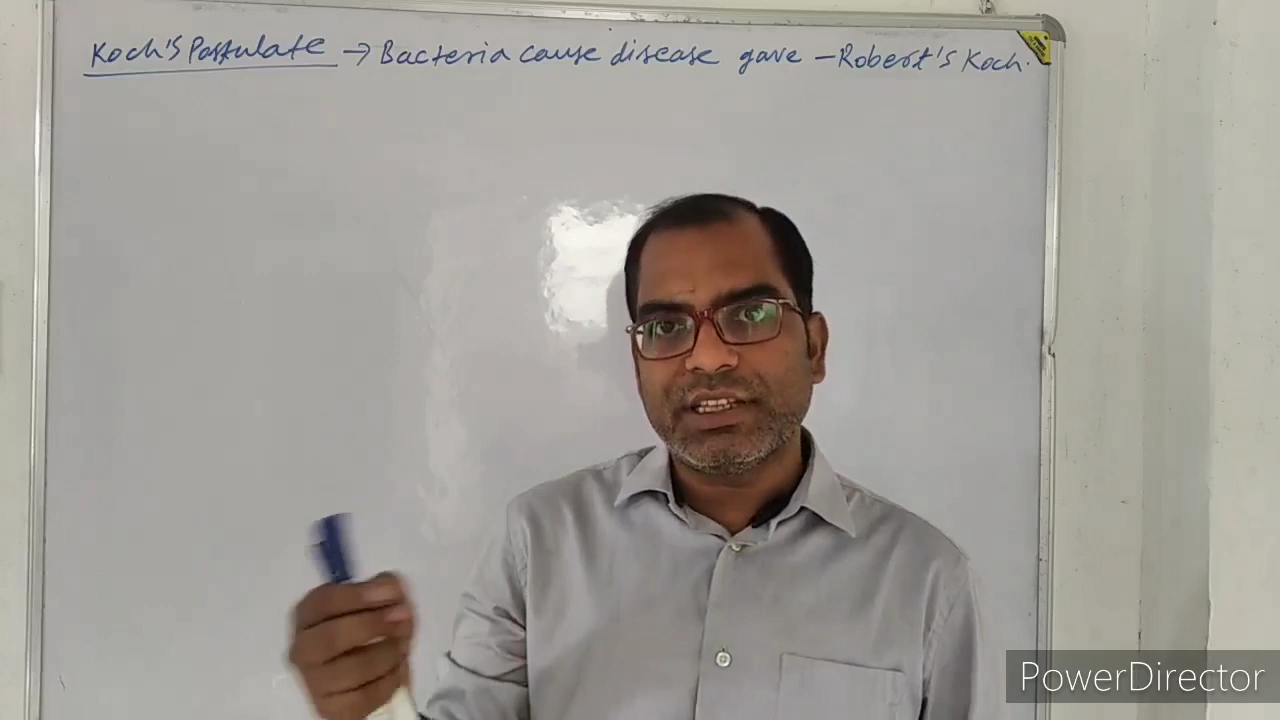 Koch's Postulate → Bacteria cause disease gave – Robert's Koch.
PowerDirector